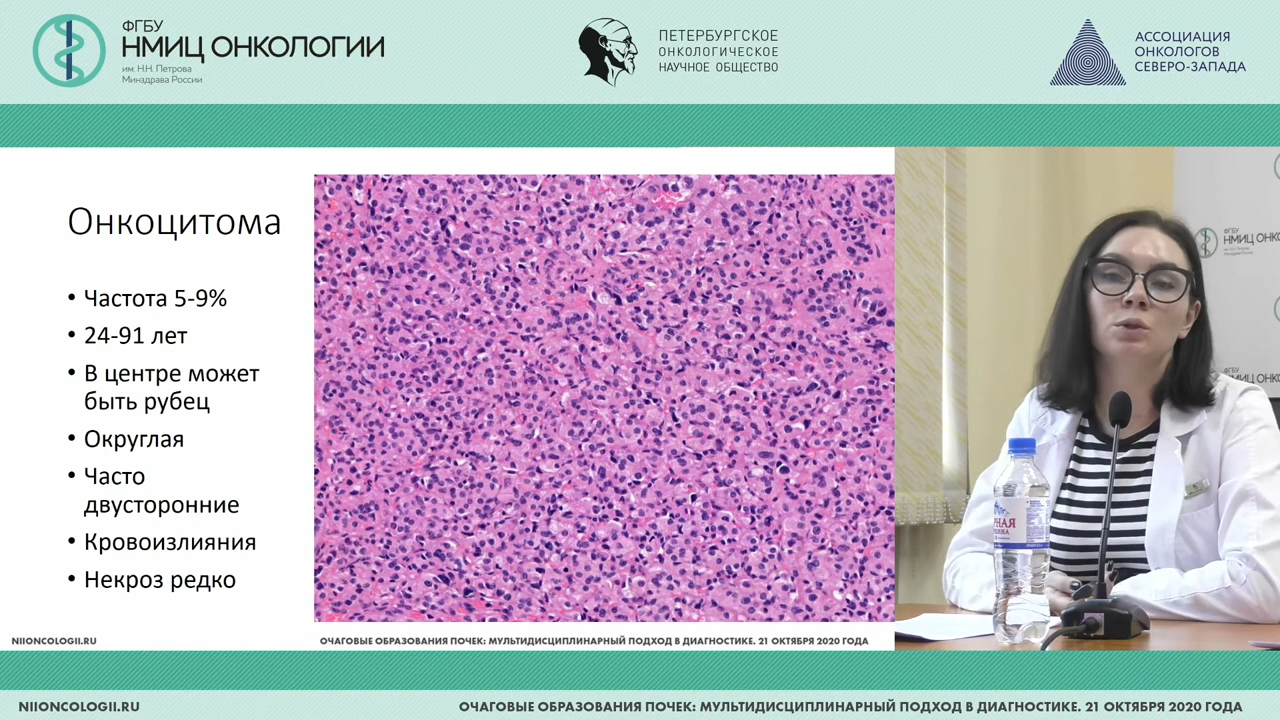 ФГБУ
НМИЦ ОНКОЛОГИИ
им. Н.Н. Петрова
Минздрава России
ПЕТЕРБУРГСКОЕ
ОНКОЛОГИЧЕСКОЕ
НАУЧНОЕ ОБЩЕСТВО
АССОЦИАЦИЯ
ОНКОЛОГОВ
СЕВЕРО-ЗАПАДА
Онкоцитома
• Частота 5-9%
• 24-91 лет
• В центре может
быть рубец
• Округлая
• Часто
двусторонние
• Кровоизлияния
• Некроз редко
ФГБУ
НМИЦ ОНКО
NIIONCOLOGII.RU
ОЧАГОВЫЕ ОБРАЗОВАНИЯ ПОЧЕК: МУЛЬТИДИСЦИПЛИНАРНЫЙ ПОДХОД В ДИАГНОСТИКЕ. 21 ОКТЯБРЯ 2020 ГОДА
NIIONCOLOGII.RU
ОЧАГОВЫЕ ОБРАЗОВАНИЯ ПОЧЕК: МУЛЬТИДИСЦИПЛИНАРНЫЙ ПОДХОД В ДИАГНОСТИКЕ. 21 ОКТЯБРЯ 2020 ГОДА